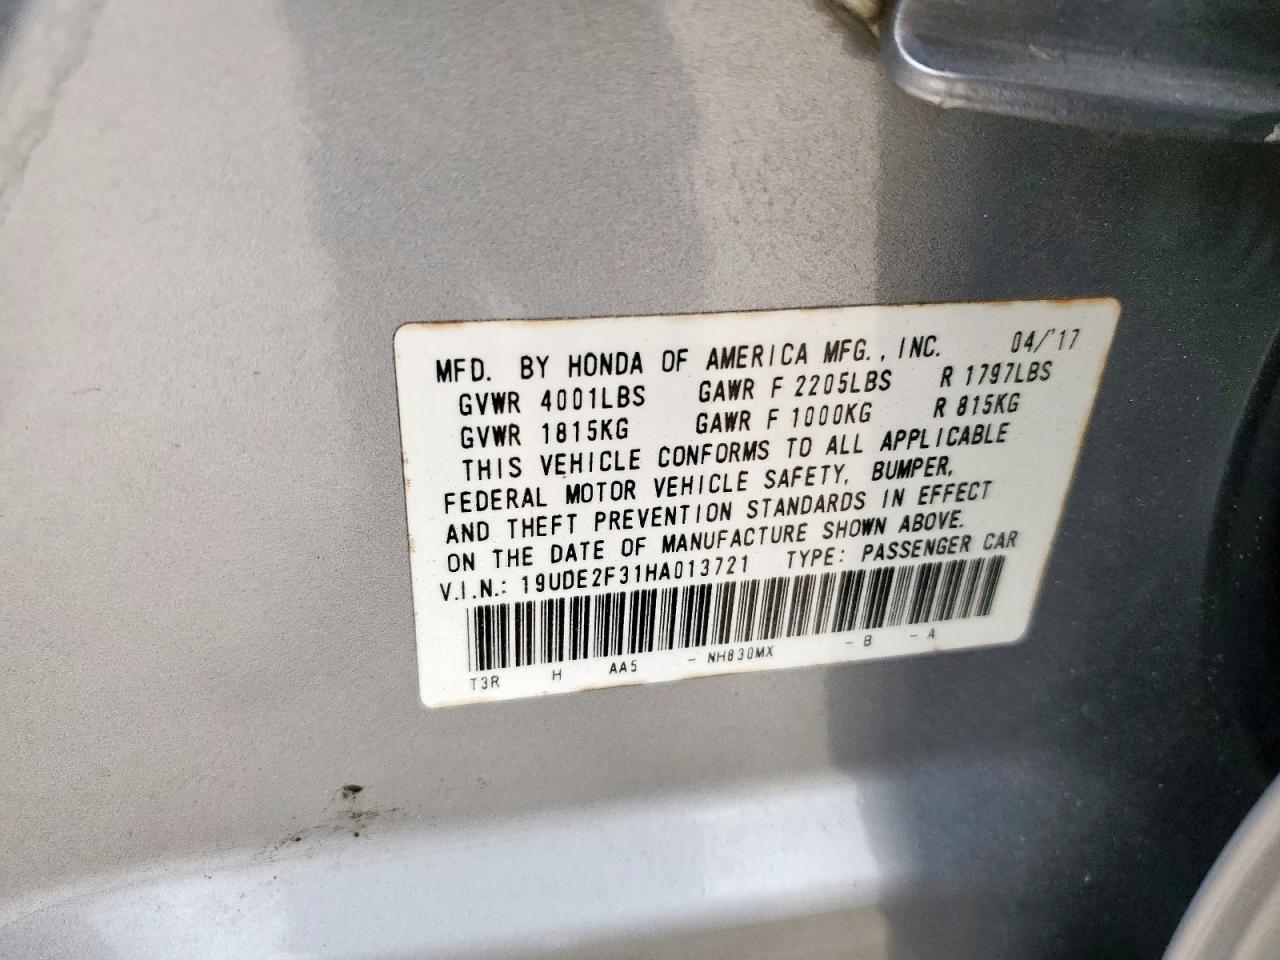 MFD. BY HONDA OF AMERICA MFG., INC. 04/'17
GVWR 4001LBS GAWR F 2205LBS R 1797LBS
GVWR 1815KG GAWR F 1000KG R 815KG
THIS VEHICLE CONFORMS TO ALL APPLICABLE
FEDERAL MOTOR VEHICLE SAFETY, BUMPER,
AND THEFT PREVENTION STANDARDS IN EFFECT
ON THE DATE OF MANUFACTURE SHOWN ABOVE.
V.I.N.: 19UDE2F31HA013721 TYPE: PASSENGER CAR
T3R H AA5 - NH830MX - B - A